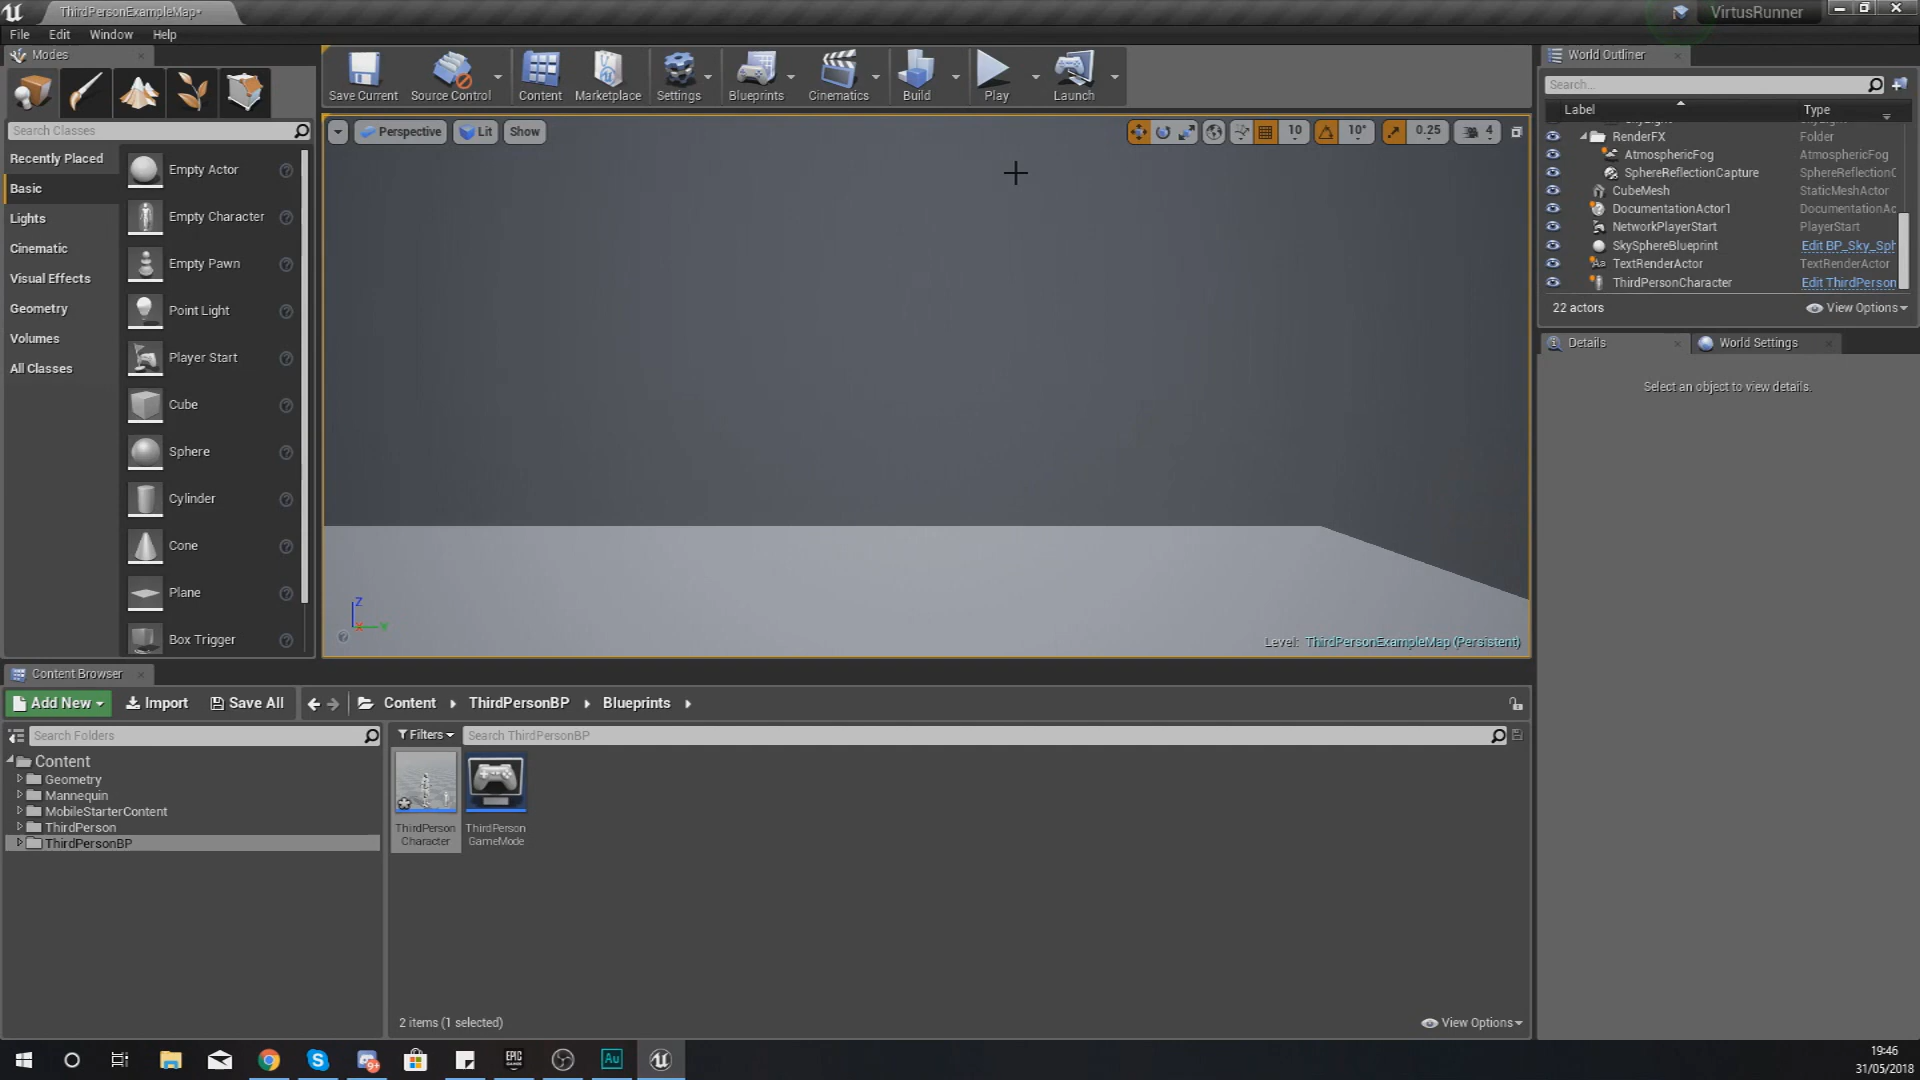 ThirdPersonExampleMap*
VirtusRunner
File Edit Window Help
Modes
Search Classes
Recently Placed
Basic
Lights
Cinematic
Visual Effects
Geometry
Volumes
All Classes
Empty Actor
Empty Character
Empty Pawn
Point Light
Player Start
Cube
Sphere
Cylinder
Cone
Plane
Box Trigger
Save Current Source Control Content Marketplace Settings Blueprints Cinematics Build Play Launch
Perspective Lit Show
10 10° 0.25 4
Z
X Y
Level: ThirdPersonExampleMap (Persistent)
World Outliner
Search...
Label Type
RenderFX Folder
AtmosphericFog AtmosphericFog
SphereReflectionCapture SphereReflectionC
CubeMesh StaticMeshActor
DocumentationActor1 DocumentationAc
NetworkPlayerStart PlayerStart
SkySphereBlueprint Edit BP_Sky_Sph
Aa TextRenderActor TextRenderActor
ThirdPersonCharacter Edit ThirdPerson
22 actors View Options
Details World Settings
Select an object to view details.
Content Browser
Add New Import Save All Content ThirdPersonBP Blueprints
Search Folders
Filters Search ThirdPersonBP
Content
Geometry
Mannequin
MobileStarterContent
ThirdPerson
ThirdPersonBP
ThirdPerson
Character
ThirdPerson
GameMode
2 items (1 selected) View Options
EPIC
GAMES
Au
9+
19:46
31/05/2018